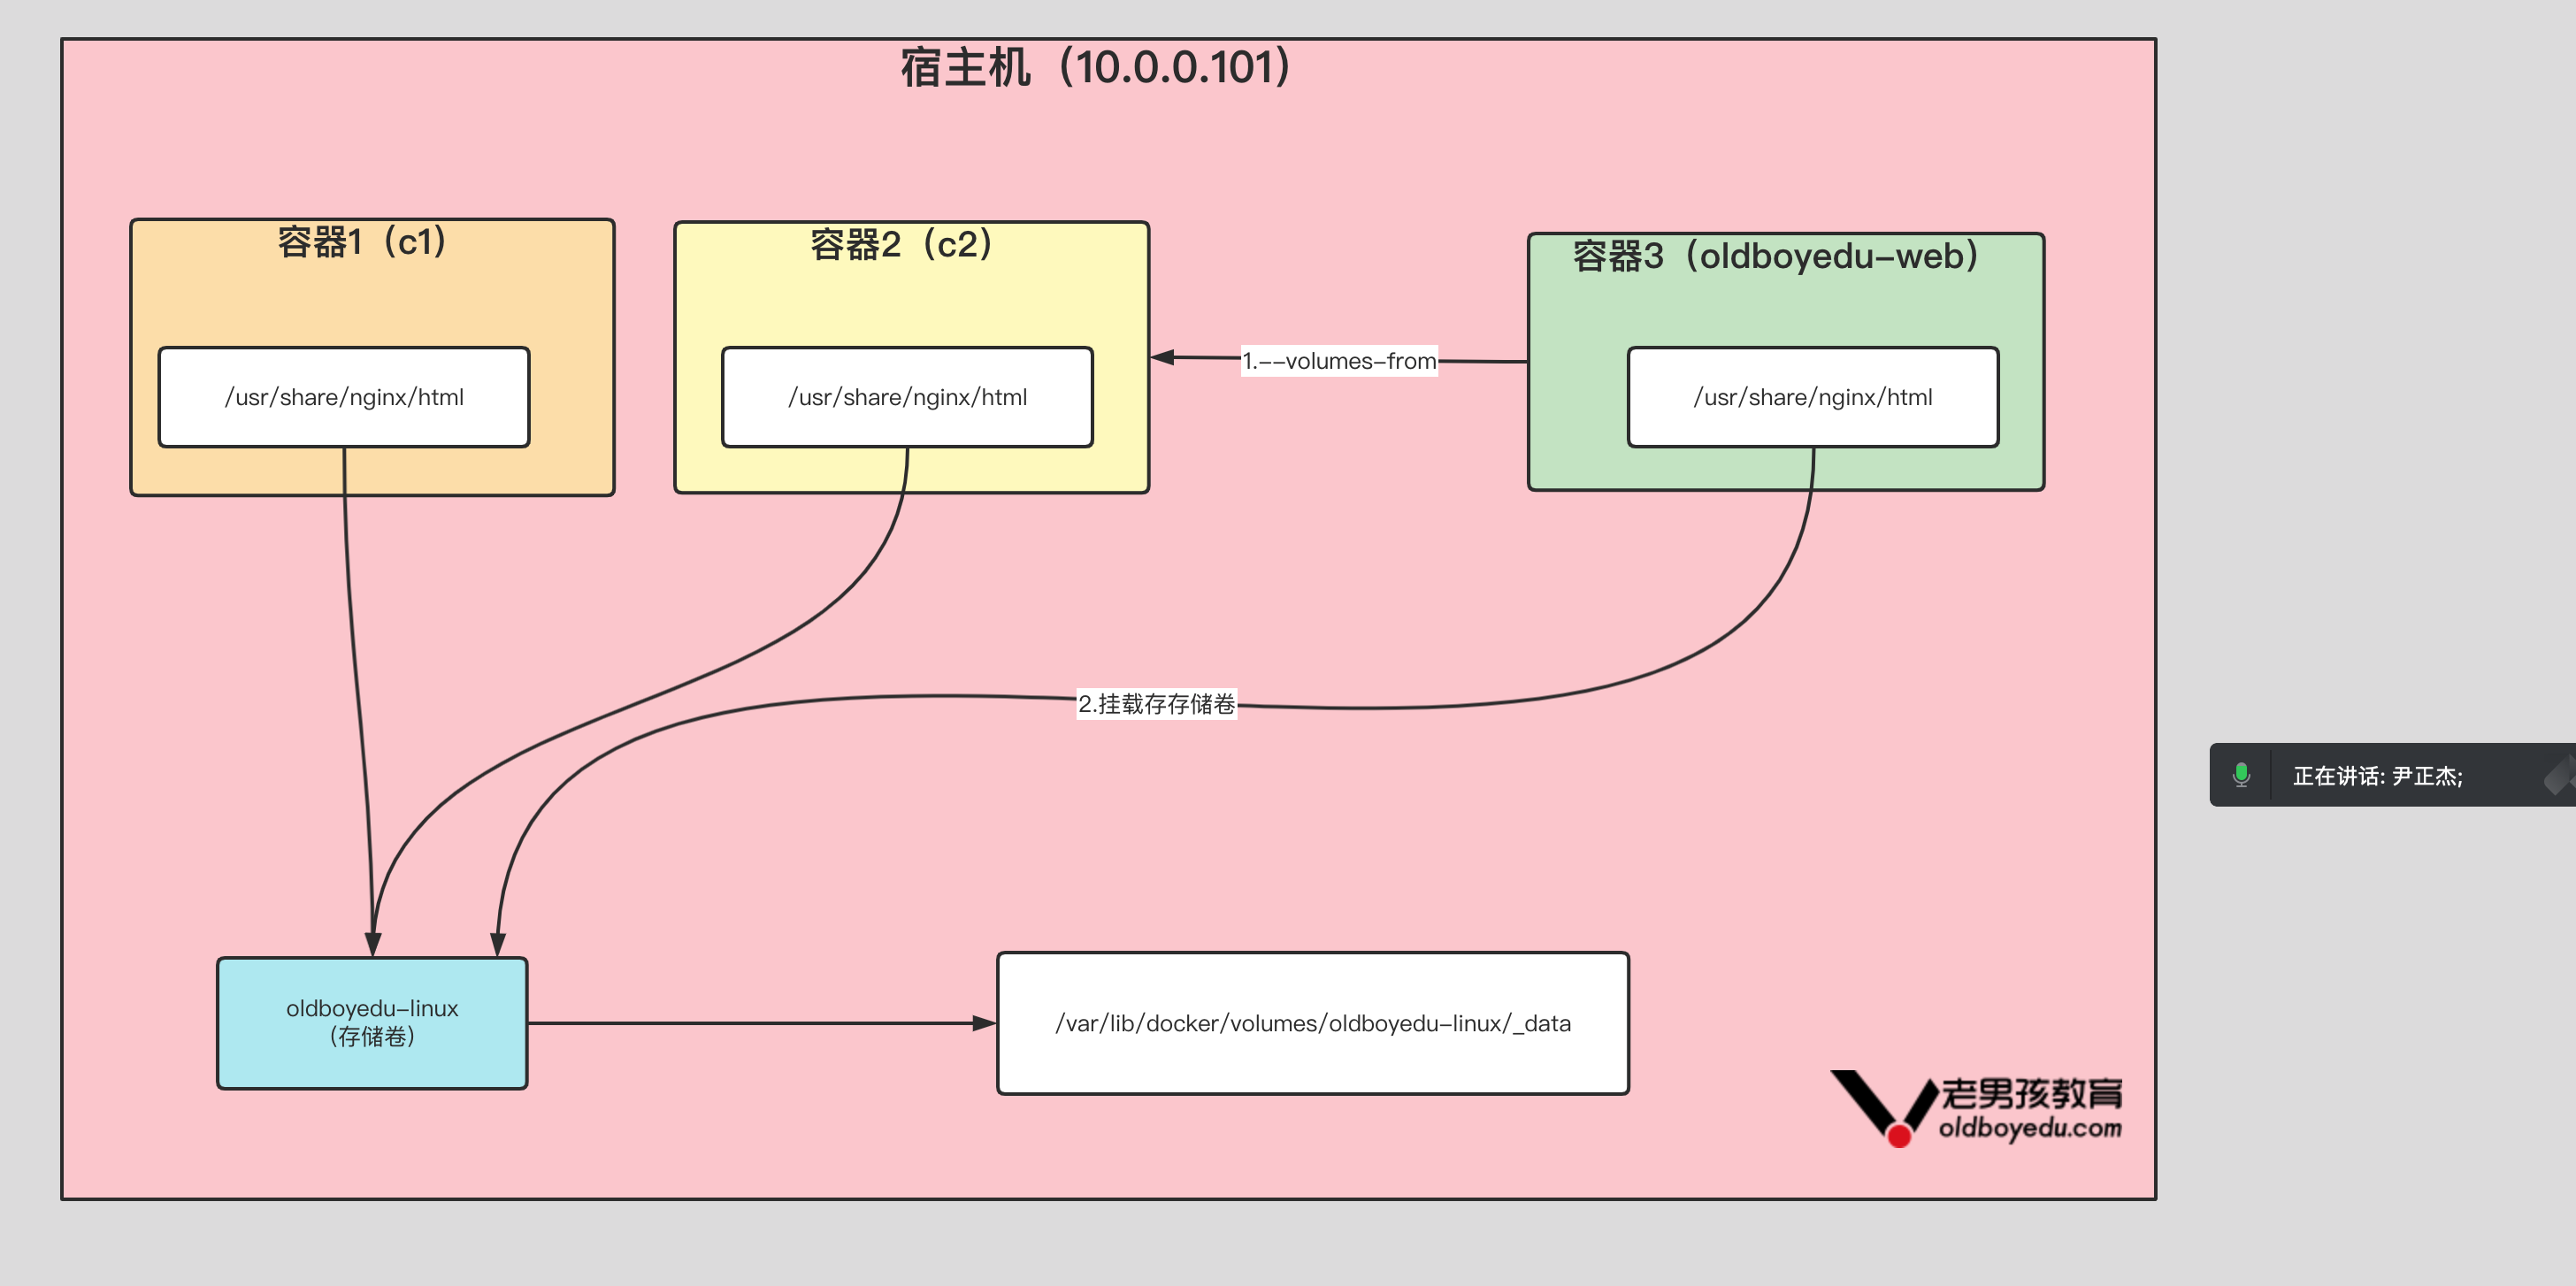 宿主机（10.0.0.101）
容器1（c1）
容器2（c2）
容器3（oldboyedu-web）
/usr/share/nginx/html
/usr/share/nginx/html
1.--volumes-from
/usr/share/nginx/html
2.挂载存存储卷
正在讲话: 尹正杰;
oldboyedu-linux
（存储卷）
/var/lib/docker/volumes/oldboyedu-linux/_data
老男孩教育
oldboyedu.com